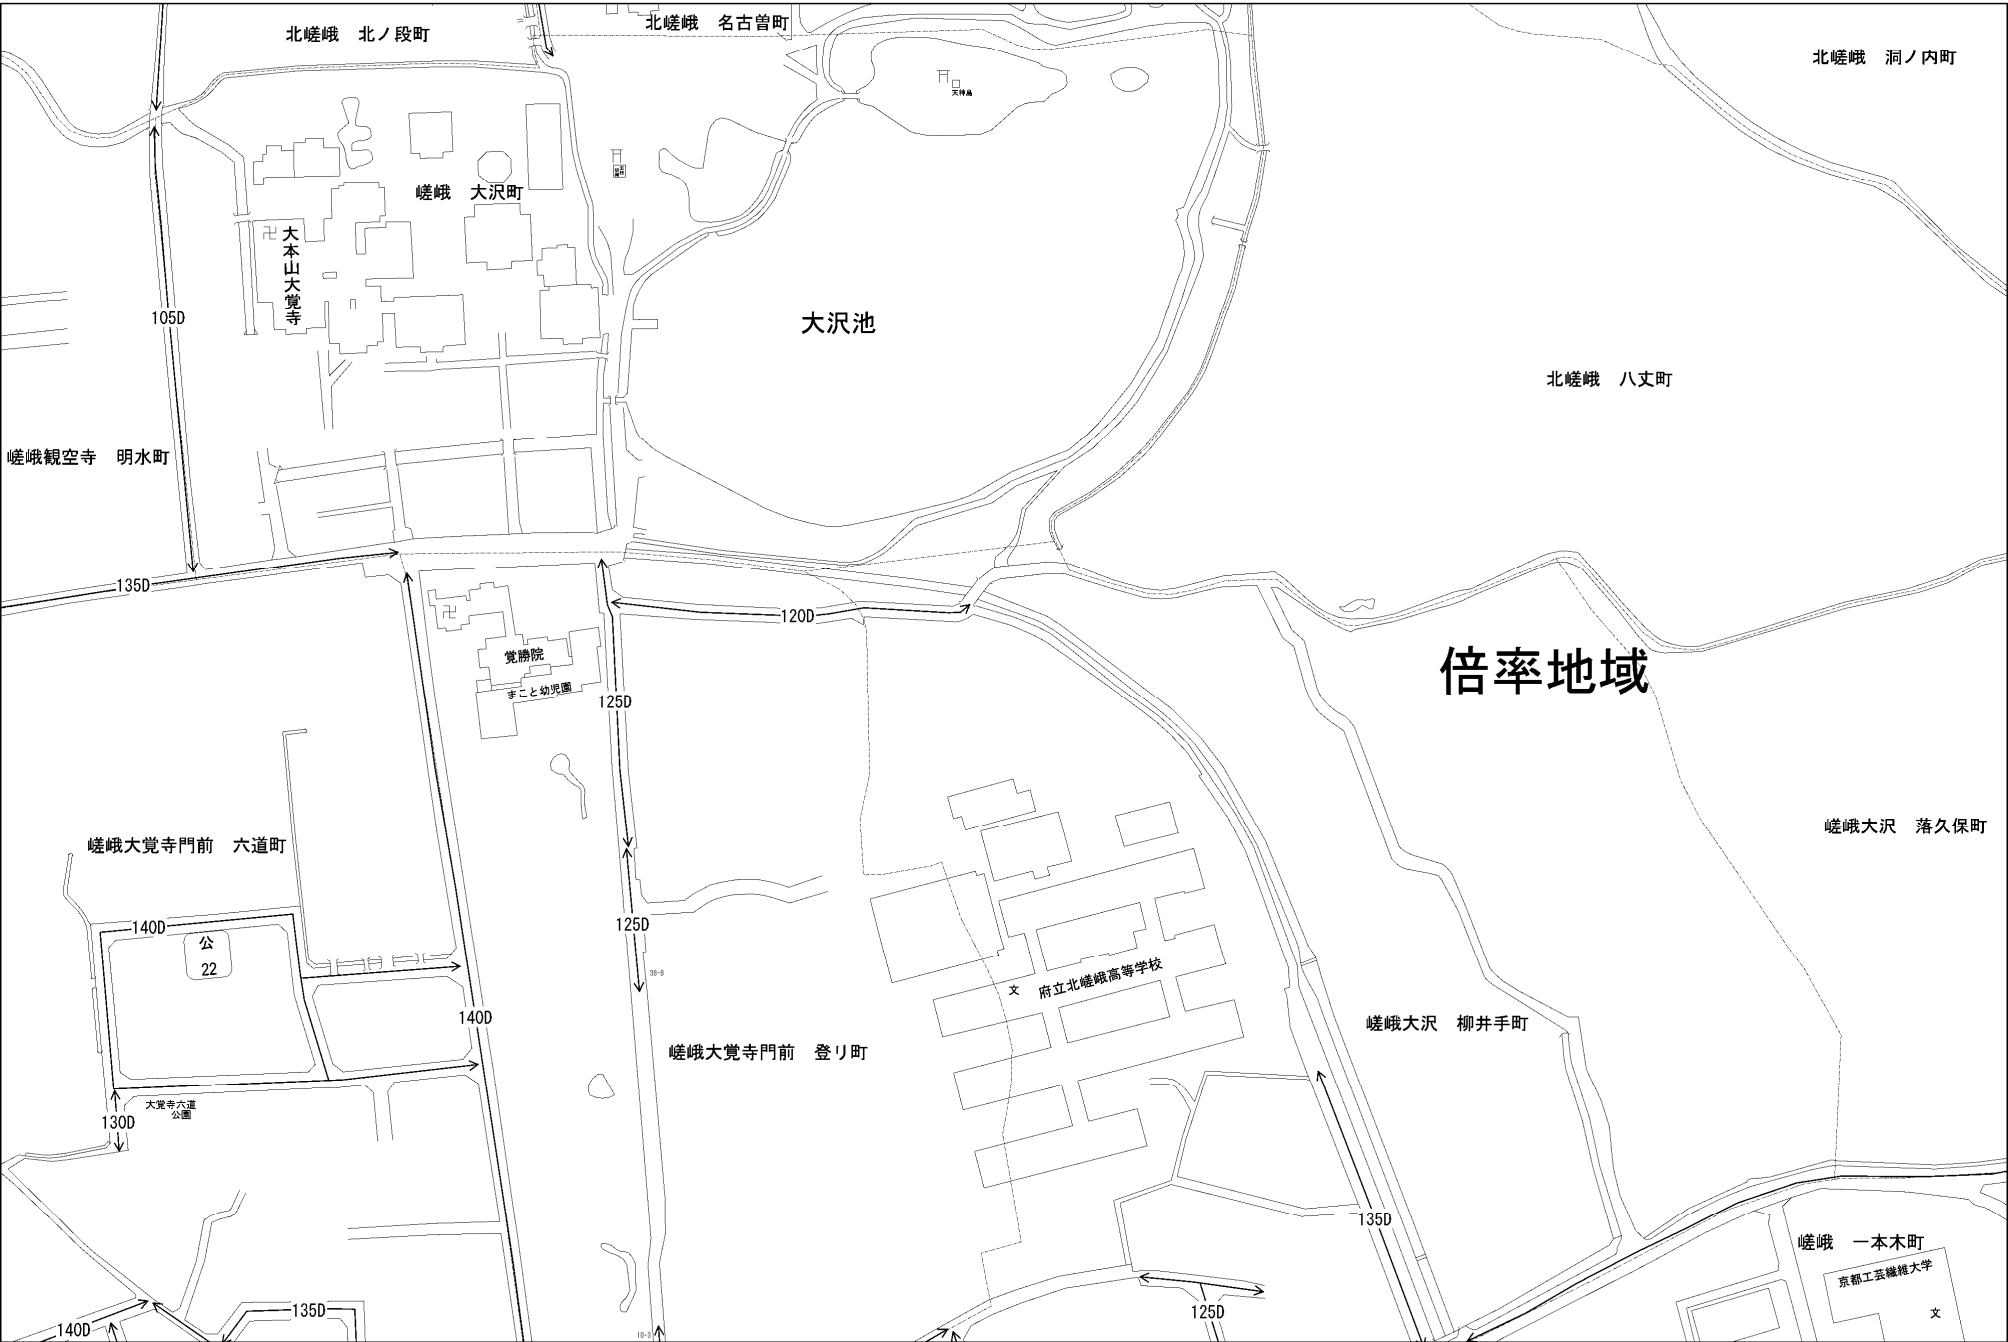 北嵯峨　北ノ段町
北嵯峨　名古曽町
北嵯峨　洞ノ内町
天神島
嵯峨　大沢町
大本山大覚寺
105D
大沢池
北嵯峨　八丈町
嵯峨観空寺　明水町
135D
120D
覚勝院
まこと幼児園
125D
倍率地域
嵯峨大覚寺門前　六道町
嵯峨大沢　落久保町
140D
公
22
125D
38-8
文
府立北嵯峨高等学校
140D
嵯峨大沢　柳井手町
嵯峨大覚寺門前　登リ町
大覚寺六道
公園
130D
135D
嵯峨　一本木町
京都工芸繊維大学
文
135D
125D
140D
10-3